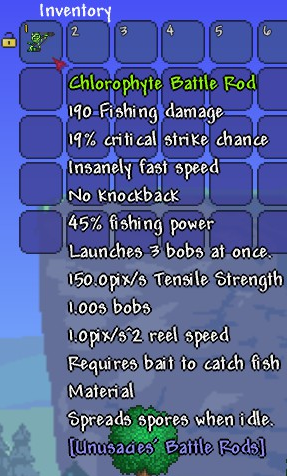 Inventory
1 2 3 4 5 6
Chlorophyte Battle Rod
190 Fishing damage
19% critical strike chance
Insanely fast speed
No knockback
45% fishing power
Launches 3 bobs at once.
150.0pix/s Tensile Strength
1.00s bobs
1.0pix/s^2 reel speed
Requires bait to catch fish
Material
Spreads spores when idle.
[Unusacies' Battle Rods]